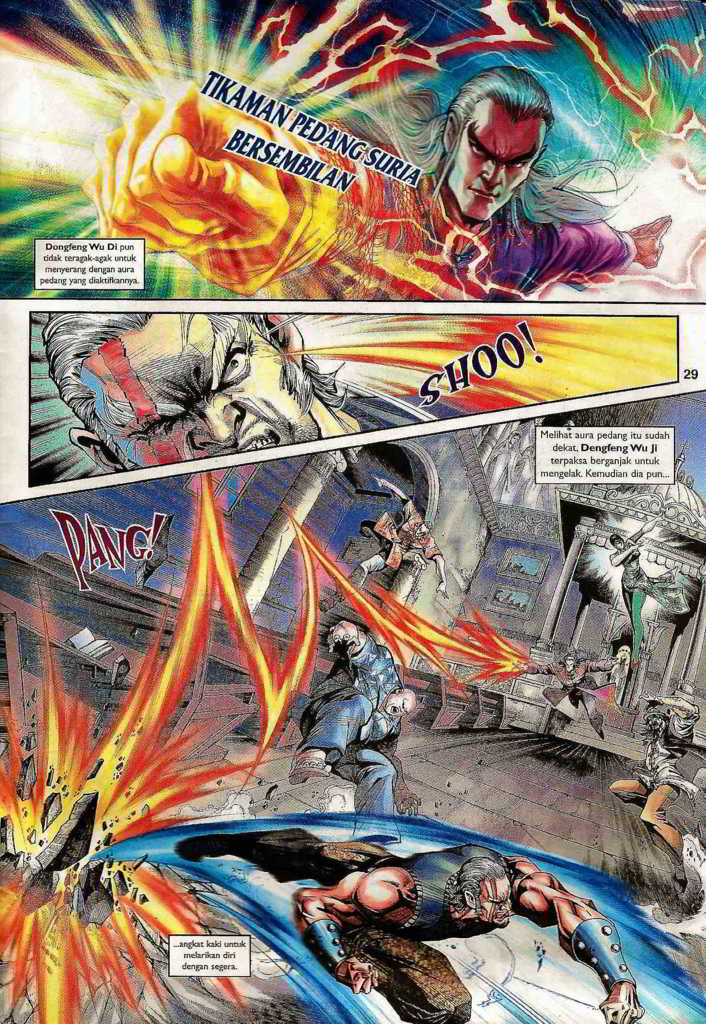 TIKAMAN PEDANG SURIA
BERSEMBILAN
Dongfeng Wu Di pun
tidak teragak-agak untuk
menyerang dengan aura
pedang yang diaktifkannya.
SHOO!
29
Melihat aura pedang itu sudah
dekat, Dengfeng Wu Ji
terpaksa berganjak untuk
mengelak. Kemudian dia pun...
PANG!
...angkat kaki untuk
melarikan diri
dengan segera.